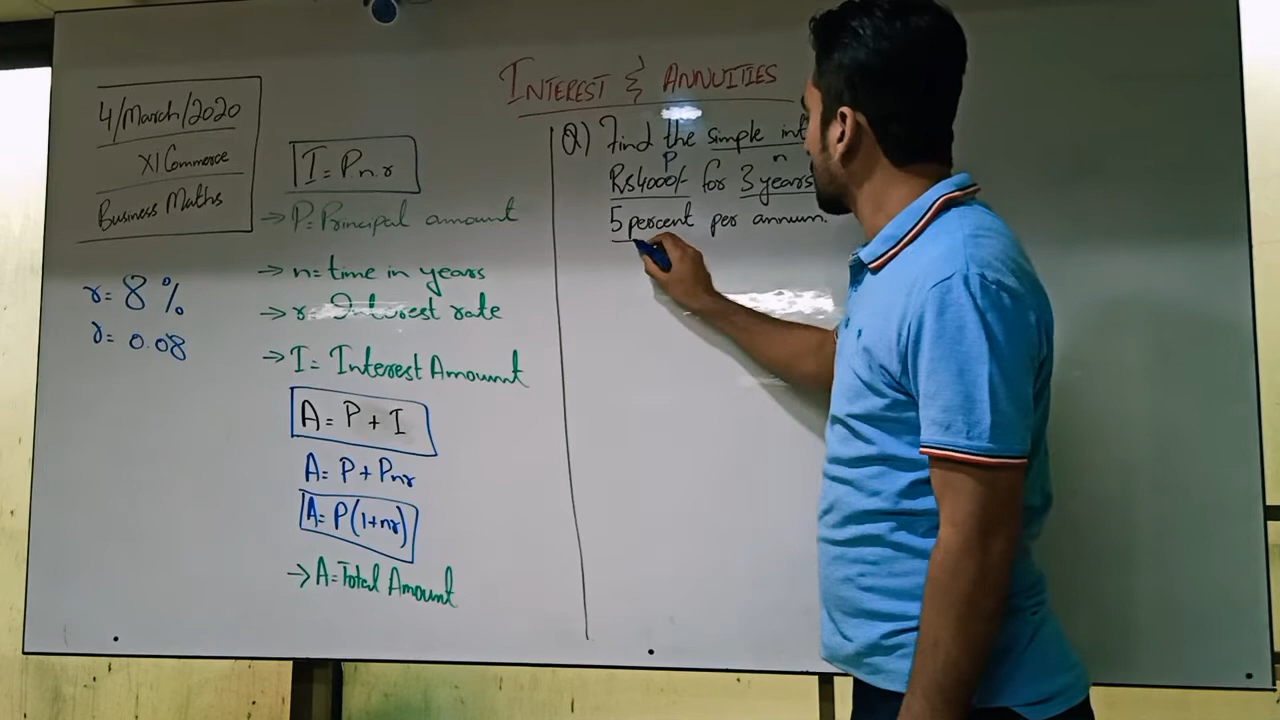 INTEREST & ANNUITIES
4/March/2020
XI Commerce
Business Maths
r = 8 %
r = 0.08
I = Pnr
→ P = Principal amount
→ n = time in years
→ r = Interest rate
→ I = Interest Amount
A = P + I
A = P + Pnr
A = P(1+nr)
→ A = Total Amount
Q) Find the simple int
P n
Rs4000/- for 3 years
5 percent per annum.